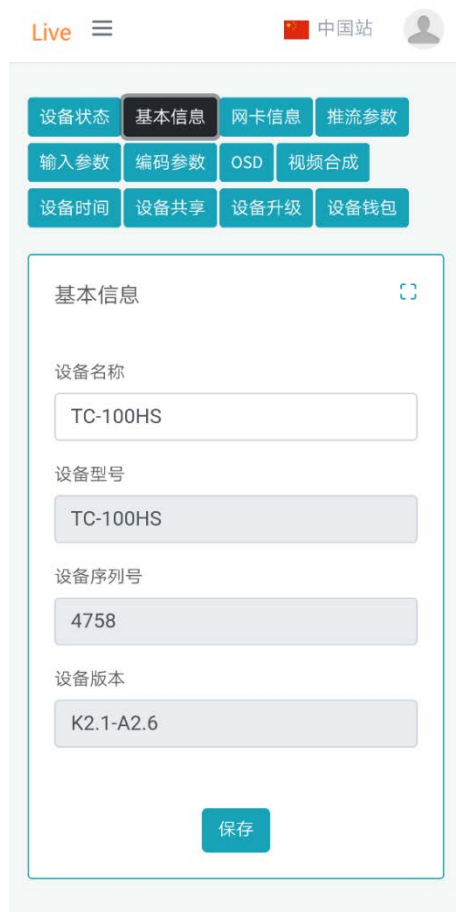 Live 中国站
设备状态 基本信息 网卡信息 推流参数
输入参数 编码参数 OSD 视频合成
设备时间 设备共享 设备升级 设备钱包
基本信息
设备名称
TC-100HS
设备型号
TC-100HS
设备序列号
4758
设备版本
K2.1-A2.6
保存